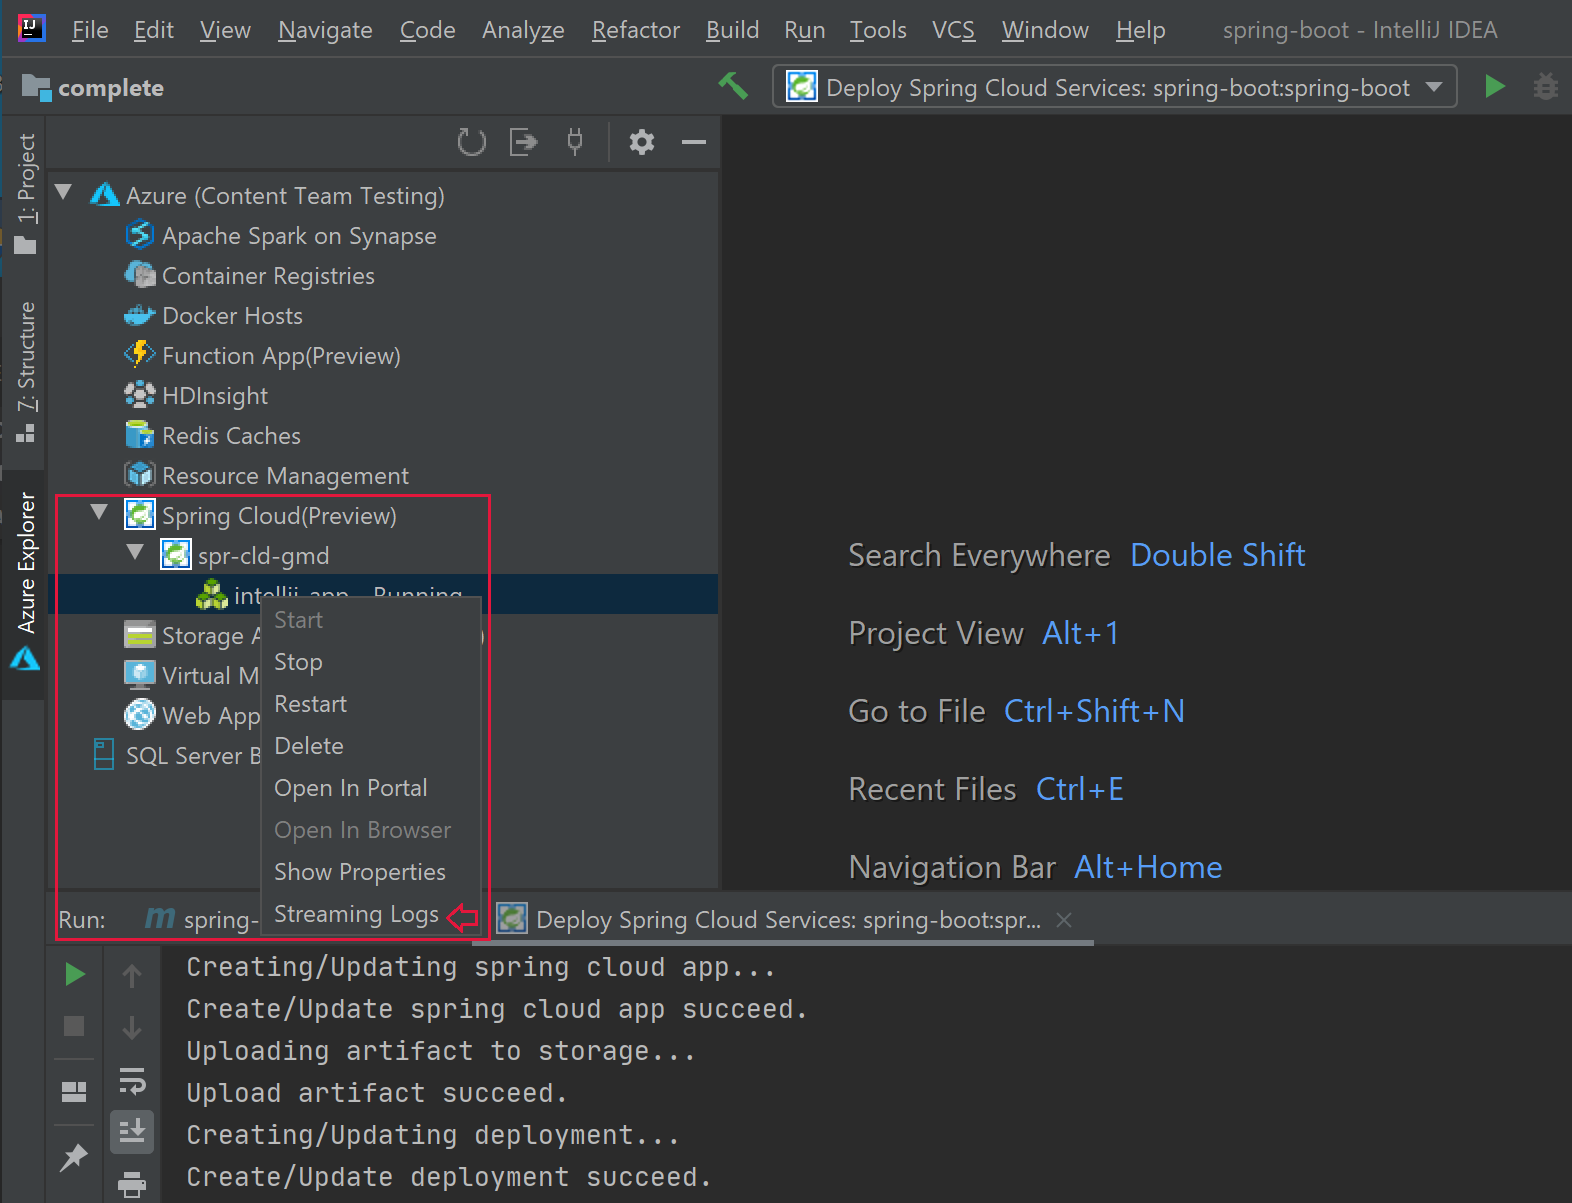 File Edit View Navigate Code Analyze Refactor Build Run Tools VCS Window Help spring-boot - IntelliJ IDEA
complete
Deploy Spring Cloud Services: spring-boot:spring-boot
1: Project
7: Structure
Azure Explorer
Azure (Content Team Testing)
Apache Spark on Synapse
Container Registries
Docker Hosts
Function App(Preview)
HDInsight
Redis Caches
Resource Management
Spring Cloud(Preview)
spr-cld-gmd
intellij-app - Running
Storage A
Virtual M
Web App
SQL Server B
Start
Stop
Restart
Delete
Open In Portal
Open In Browser
Show Properties
Streaming Logs
Search Everywhere Double Shift
Project View Alt+1
Go to File Ctrl+Shift+N
Recent Files Ctrl+E
Navigation Bar Alt+Home
Run: spring- Deploy Spring Cloud Services: spring-boot:spr...
Creating/Updating spring cloud app...
Create/Update spring cloud app succeed.
Uploading artifact to storage...
Upload artifact succeed.
Creating/Updating deployment...
Create/Update deployment succeed.